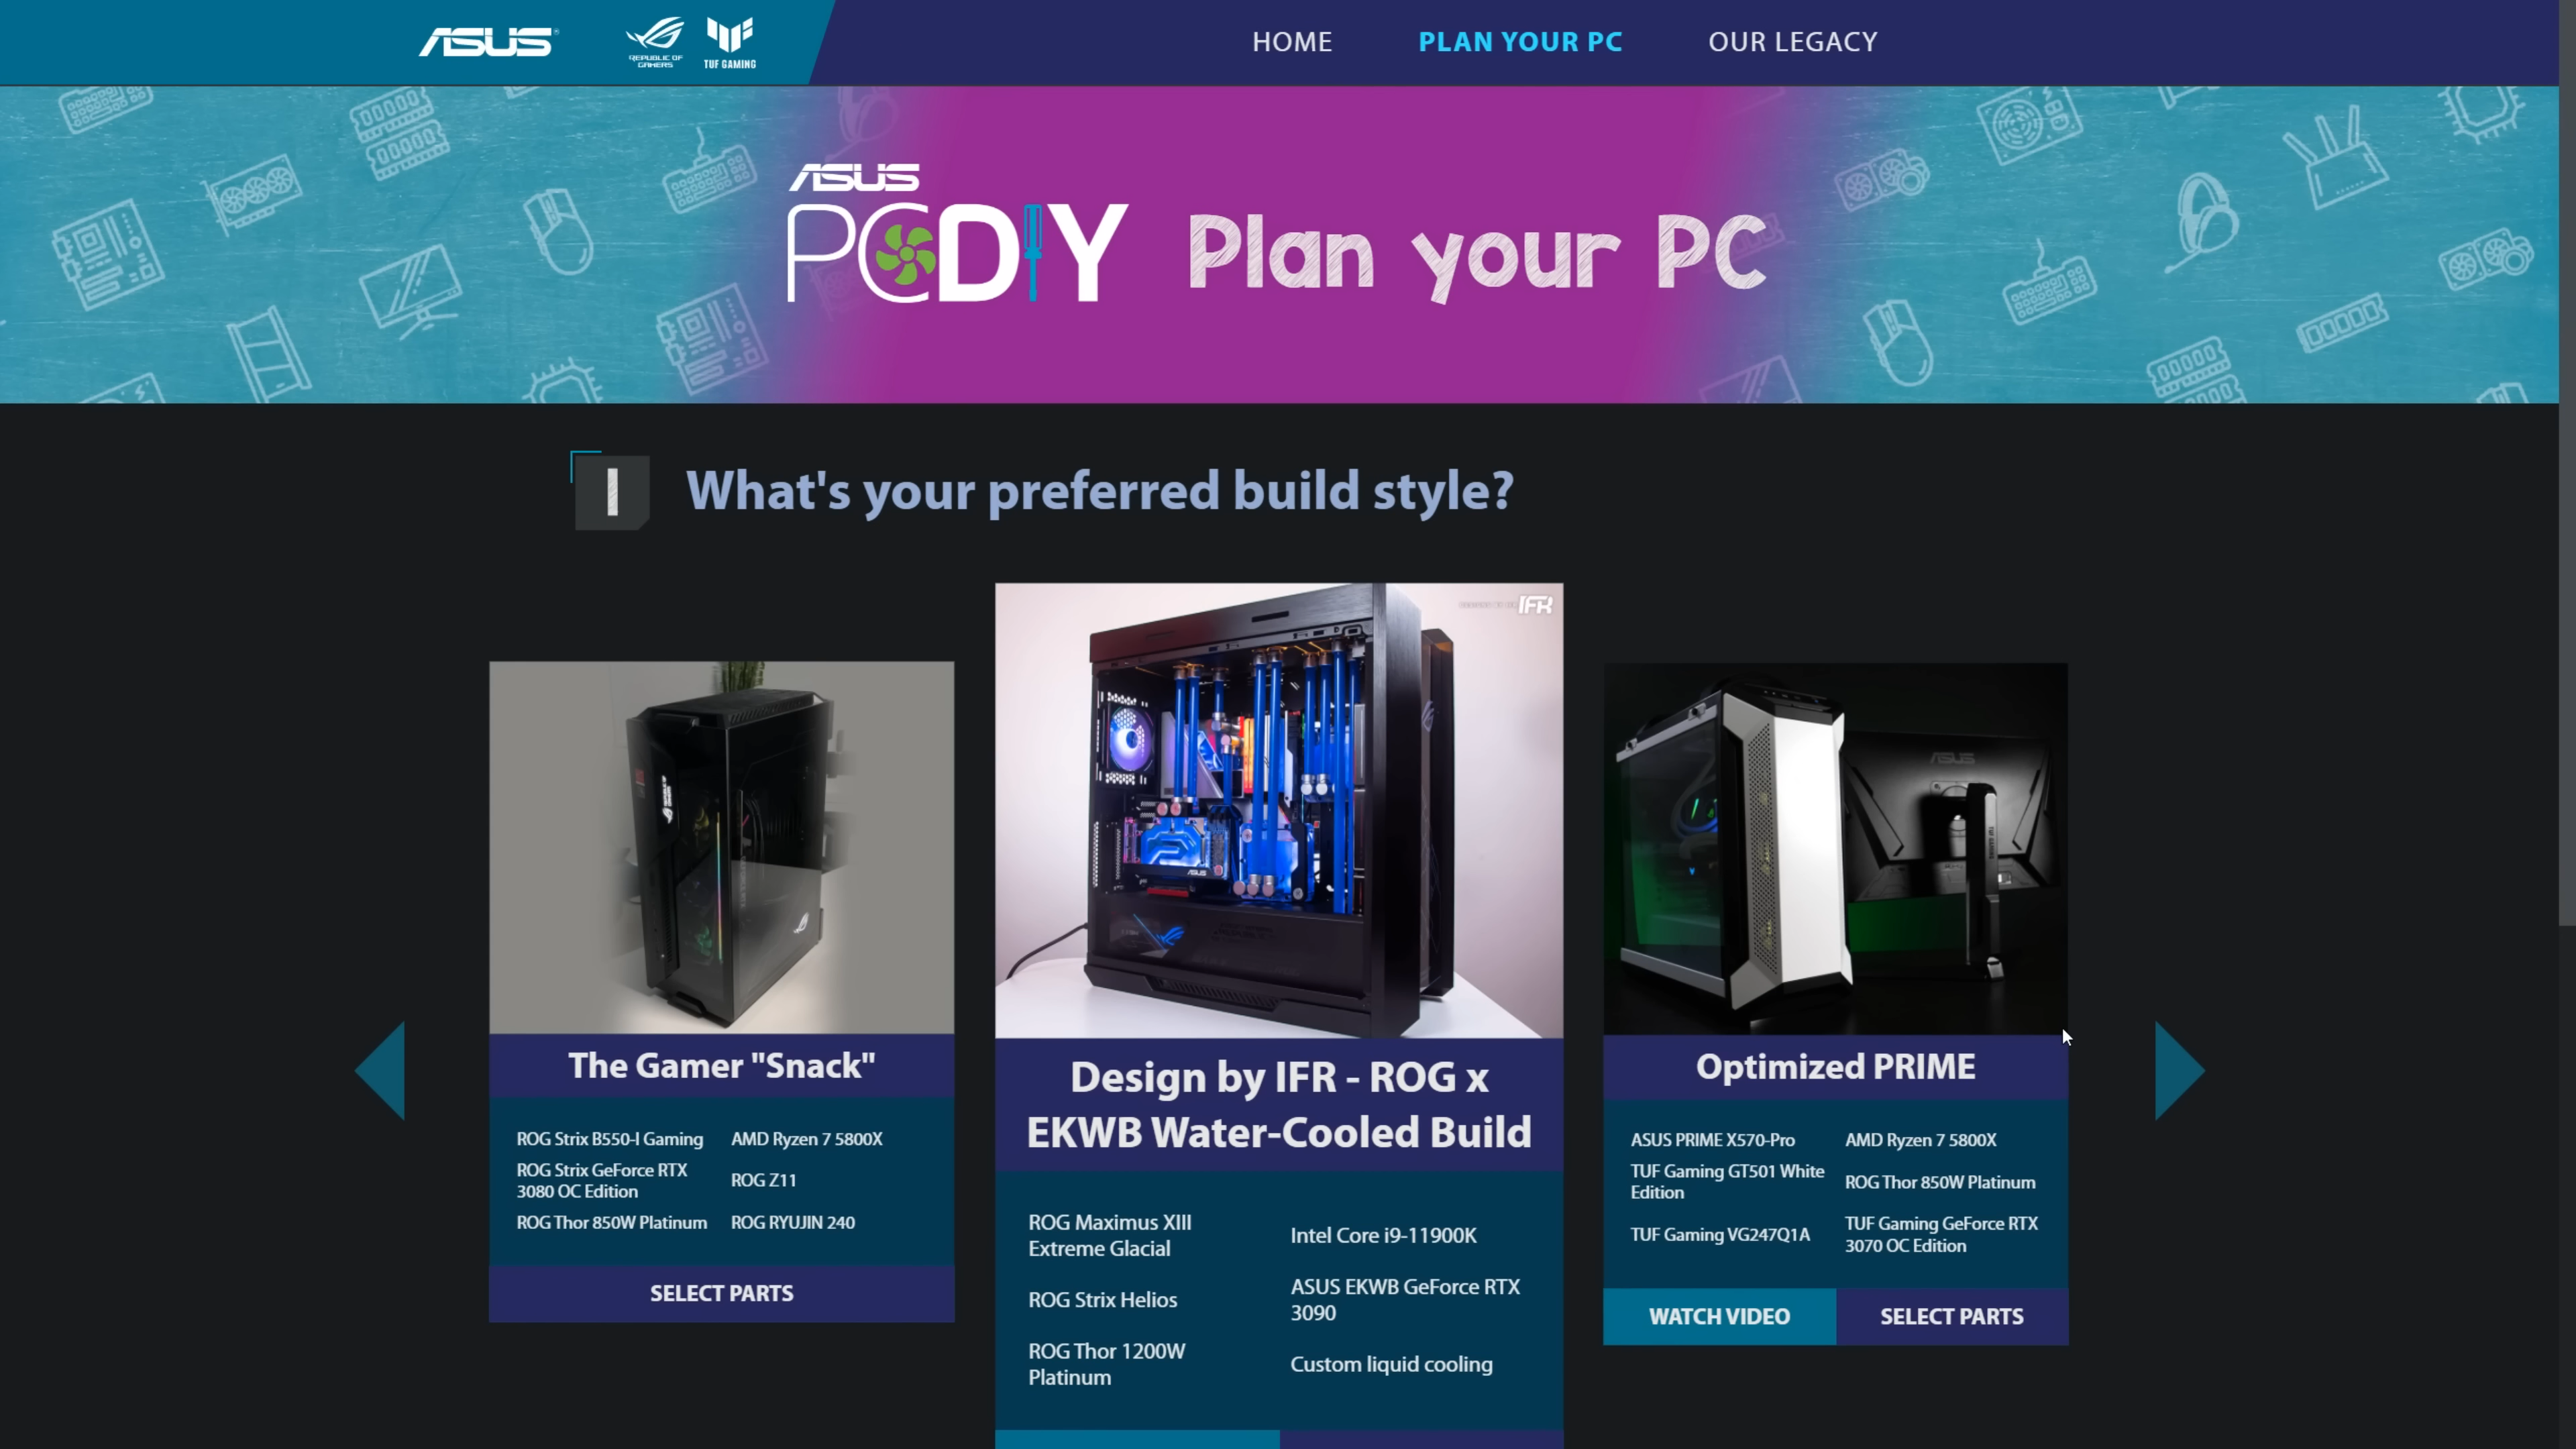 ASUS
REPUBLIC OF
GAMERS
TUF GAMING
HOME
PLAN YOUR PC
OUR LEGACY
ASUS
PCDIY
Plan your PC
1
What's your preferred build style?
IFR
ASUS
ASUS
The Gamer "Snack"
ROG Strix B550-I Gaming
AMD Ryzen 7 5800X
ROG Strix GeForce RTX
3080 OC Edition
ROG Z11
ROG Thor 850W Platinum
ROG RYUJIN 240
SELECT PARTS
Design by IFR - ROG x
EKWB Water-Cooled Build
ROG Maximus XIII
Extreme Glacial
Intel Core i9-11900K
ROG Strix Helios
ASUS EKWB GeForce RTX
3090
ROG Thor 1200W
Platinum
Custom liquid cooling
Optimized PRIME
ASUS PRIME X570-Pro
AMD Ryzen 7 5800X
TUF Gaming GT501 White
Edition
ROG Thor 850W Platinum
TUF Gaming VG247Q1A
TUF Gaming GeForce RTX
3070 OC Edition
WATCH VIDEO
SELECT PARTS